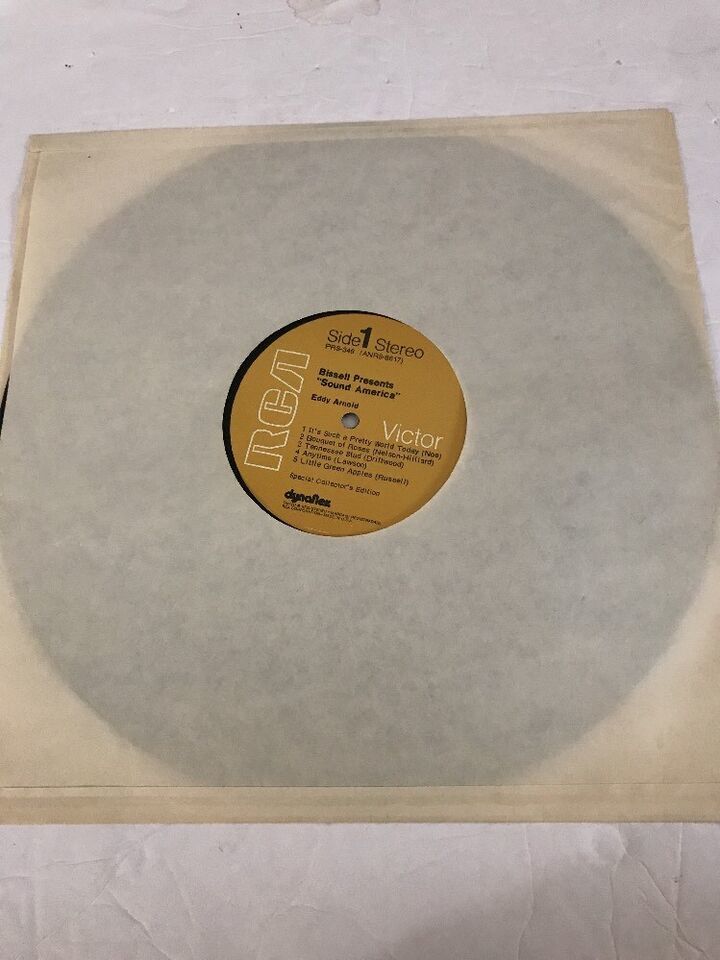 Side 1 Stereo
PRS-346 (ANRS-8617)
Bissell Presents
"Sound America"
Eddy Arnold
RCA
Victor
1 It's Such a Pretty World Today (Noe)
2 Bouquet of Roses (Nelson-Hilliard)
3 Tennessee Stud (Driftwood)
4 Anytime (Lawson)
5 Little Green Apples (Russell)
Special Collector's Edition
dynaflex